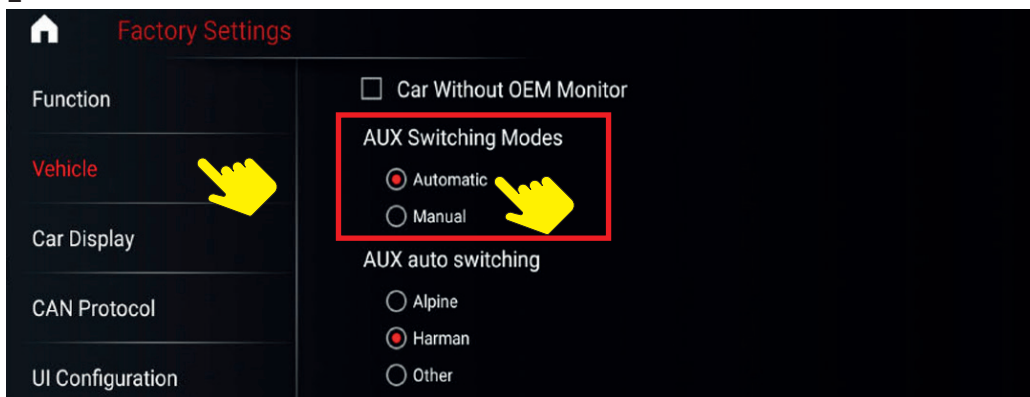 Factory Settings
Function
Vehicle
Car Display
CAN Protocol
UI Configuration
Car Without OEM Monitor
AUX Switching Modes
Automatic
Manual
AUX auto switching
Alpine
Harman
Other